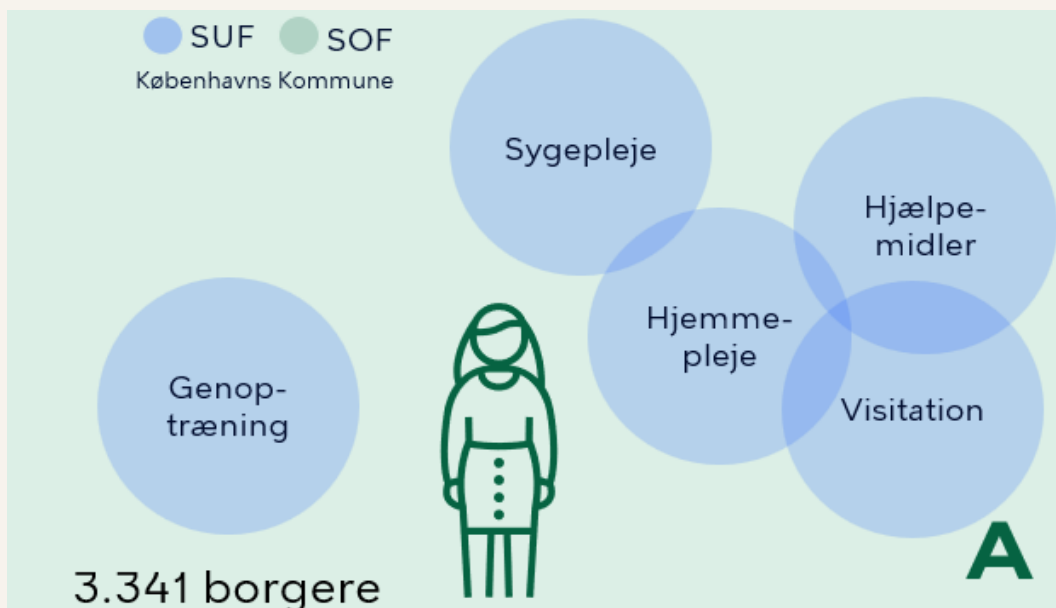 SUF SOF
Københavns Kommune
Sygepleje
Hjælpe-
midler
Hjemme-
pleje
Visitation
Genop-
træning
A
3.341 borgere